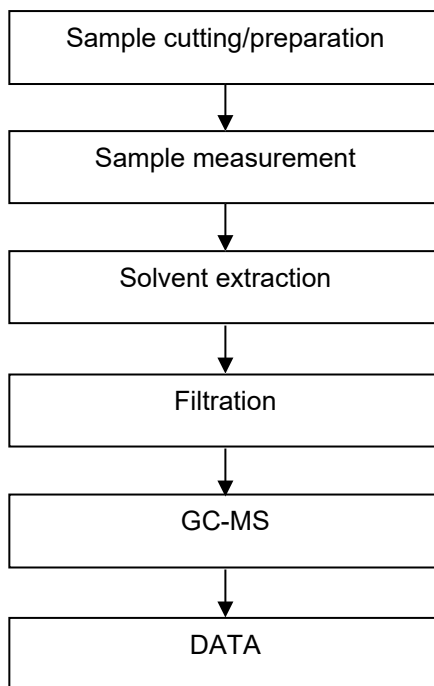 Sample cutting/preparation
Sample measurement
Solvent extraction
Filtration
GC-MS
DATA